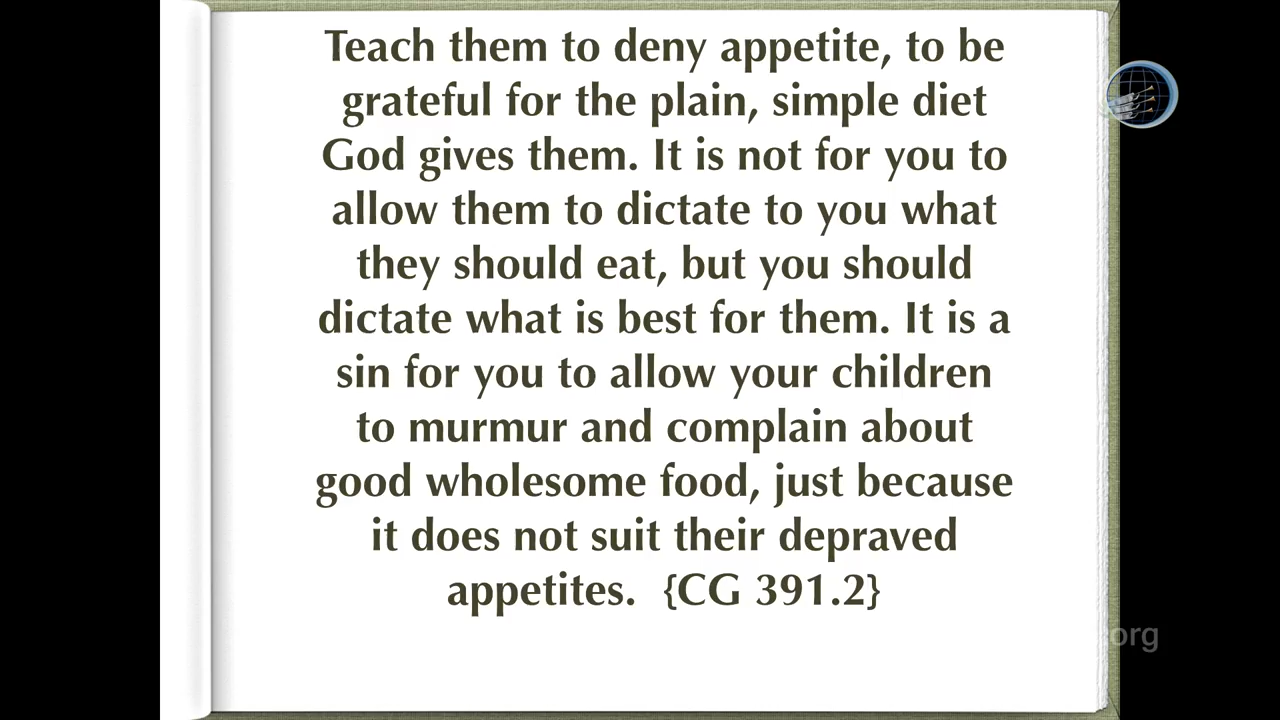 Teach them to deny appetite, to be
grateful for the plain, simple diet
God gives them. It is not for you to
allow them to dictate to you what
they should eat, but you should
dictate what is best for them. It is a
sin for you to allow your children
to murmur and complain about
good wholesome food, just because
it does not suit their depraved
appetites. {CG 391.2}
.org